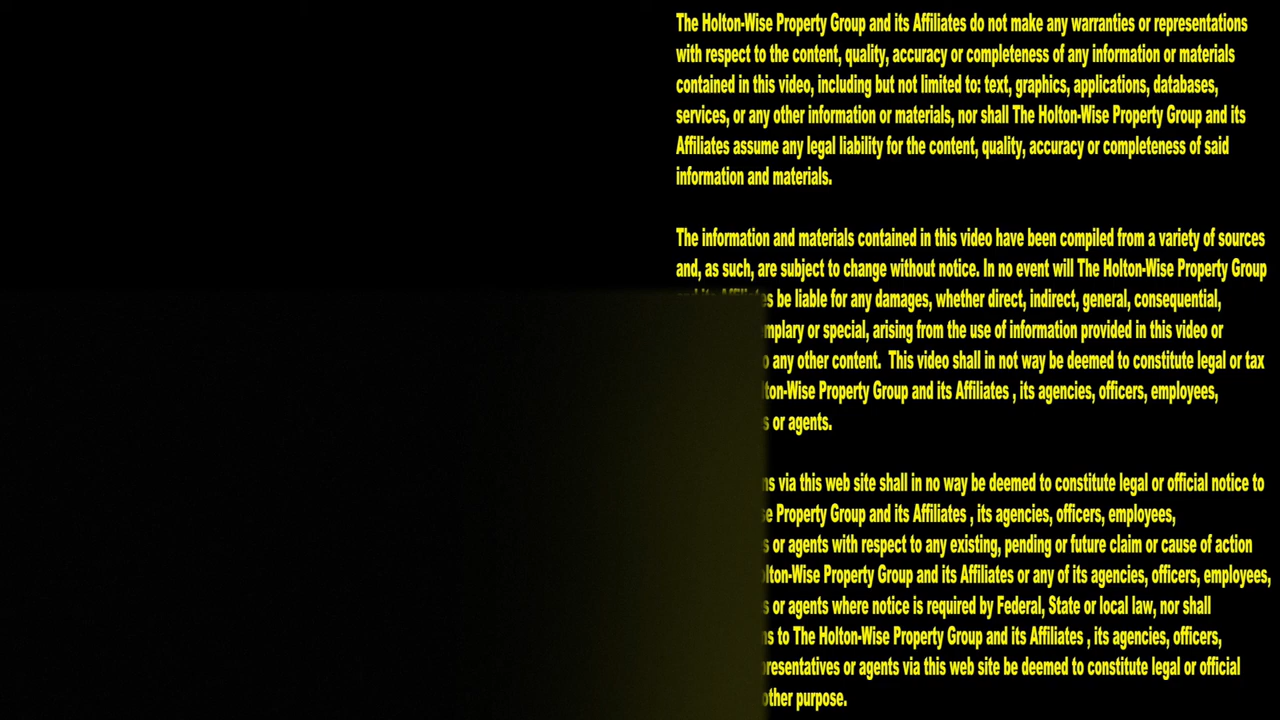 The Holton-Wise Property Group and its Affiliates do not make any warranties or representations
with respect to the content, quality, accuracy or completeness of any information or materials
contained in this video, including but not limited to: text, graphics, applications, databases,
services, or any other information or materials, nor shall The Holton-Wise Property Group and its
Affiliates assume any legal liability for the content, quality, accuracy or completeness of said
information and materials.
The information and materials contained in this video have been compiled from a variety of sources
and, as such, are subject to change without notice. In no event will The Holton-Wise Property Group
be liable for any damages, whether direct, indirect, general, consequential,
or special, arising from the use of information provided in this video or
any other content. This video shall in not way be deemed to constitute legal or tax
Property Group and its Affiliates , its agencies, officers, employees,
or agents.
via this web site shall in no way be deemed to constitute legal or official notice to
Property Group and its Affiliates , its agencies, officers, employees,
or agents with respect to any existing, pending or future claim or cause of action
Property Group and its Affiliates or any of its agencies, officers, employees,
or agents where notice is required by Federal, State or local law, nor shall
to The Holton-Wise Property Group and its Affiliates , its agencies, officers,
or agents via this web site be deemed to constitute legal or official
other purpose.